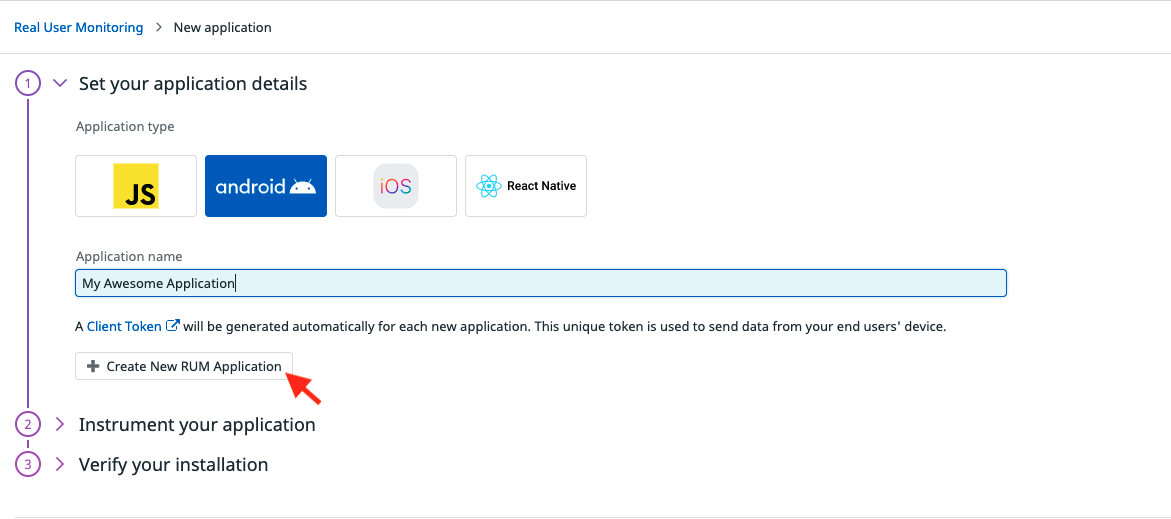 Real User Monitoring > New application
1 Set your application details
Application type
JS android iOS React Native
Application name
My Awesome Application
A Client Token will be generated automatically for each new application. This unique token is used to send data from your end users' device.
+ Create New RUM Application
2 Instrument your application
3 Verify your installation